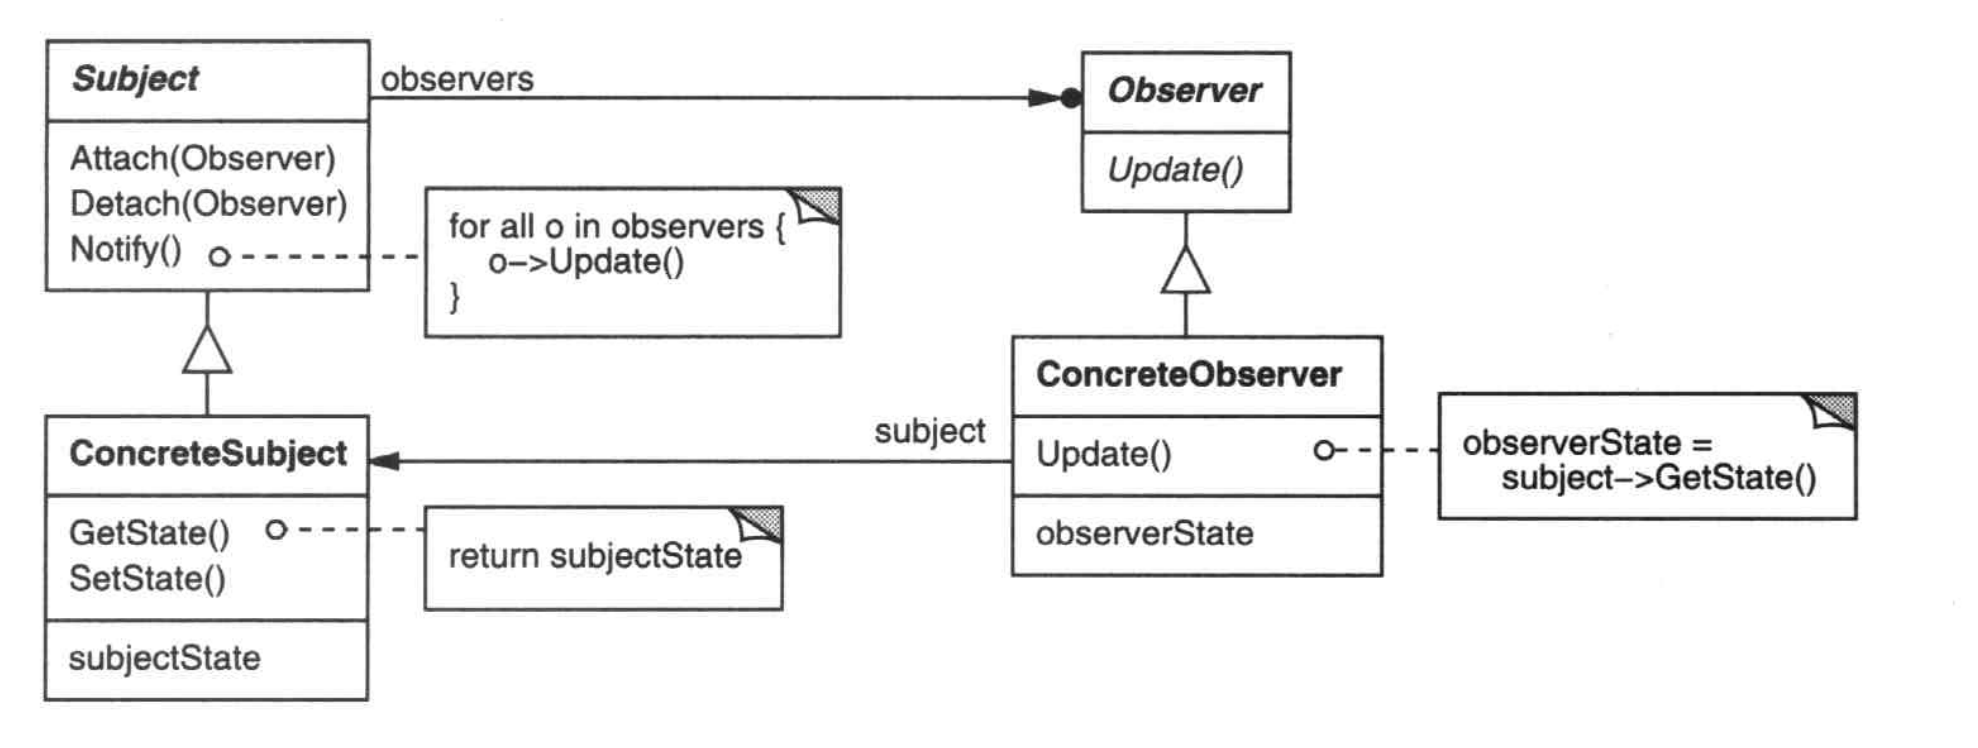 Subject
Attach(Observer)
Detach(Observer)
Notify()
observers
for all o in observers {
o–>Update()
}
Observer
Update()
ConcreteSubject
GetState()
SetState()
subjectState
return subjectState
subject
ConcreteObserver
Update()
observerState
observerState =
subject–>GetState()